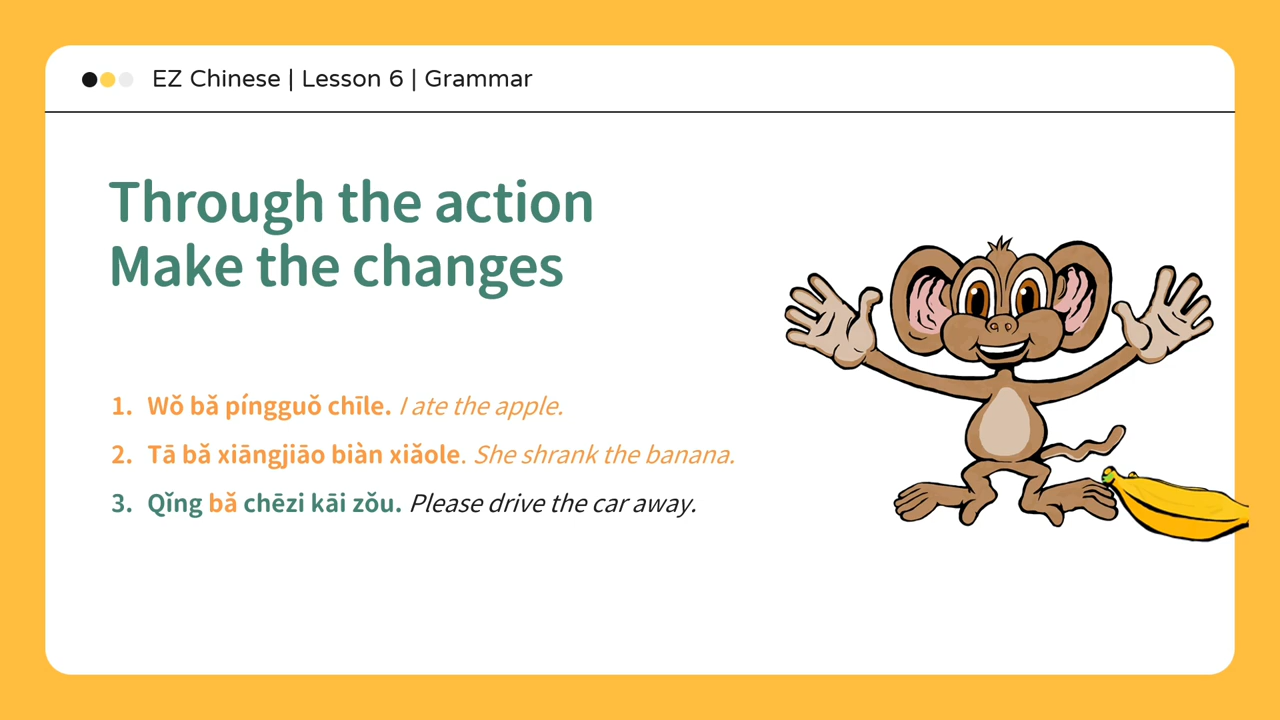 EZ Chinese | Lesson 6 | Grammar
Through the action
Make the changes
1. Wǒ bǎ píngguǒ chīle. I ate the apple.
2. Tā bǎ xiāngjiāo biàn xiǎole. She shrank the banana.
3. Qǐng bǎ chēzi kāi zǒu. Please drive the car away.